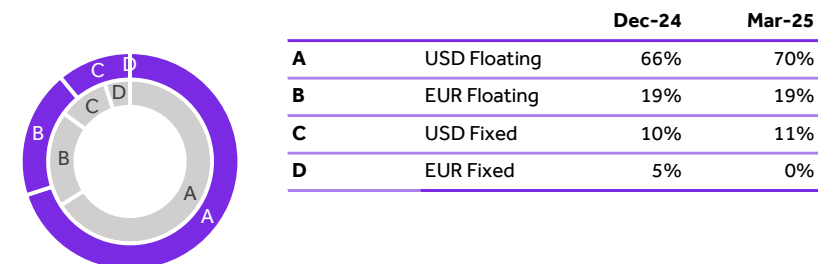 Dec-24 Mar-25
A USD Floating 66% 70%
B EUR Floating 19% 19%
C USD Fixed 10% 11%
D EUR Fixed 5% 0%
C D
C D
B
B
A
A